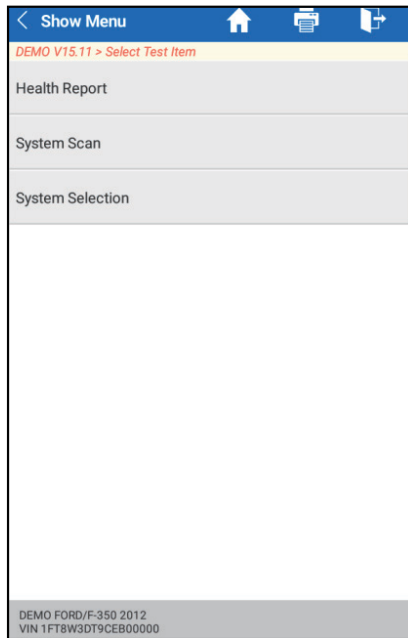 Show Menu
DEMO V15.11 > Select Test Item
Health Report
System Scan
System Selection
DEMO FORD/F-350 2012
VIN 1FT8W3DT9CEB00000